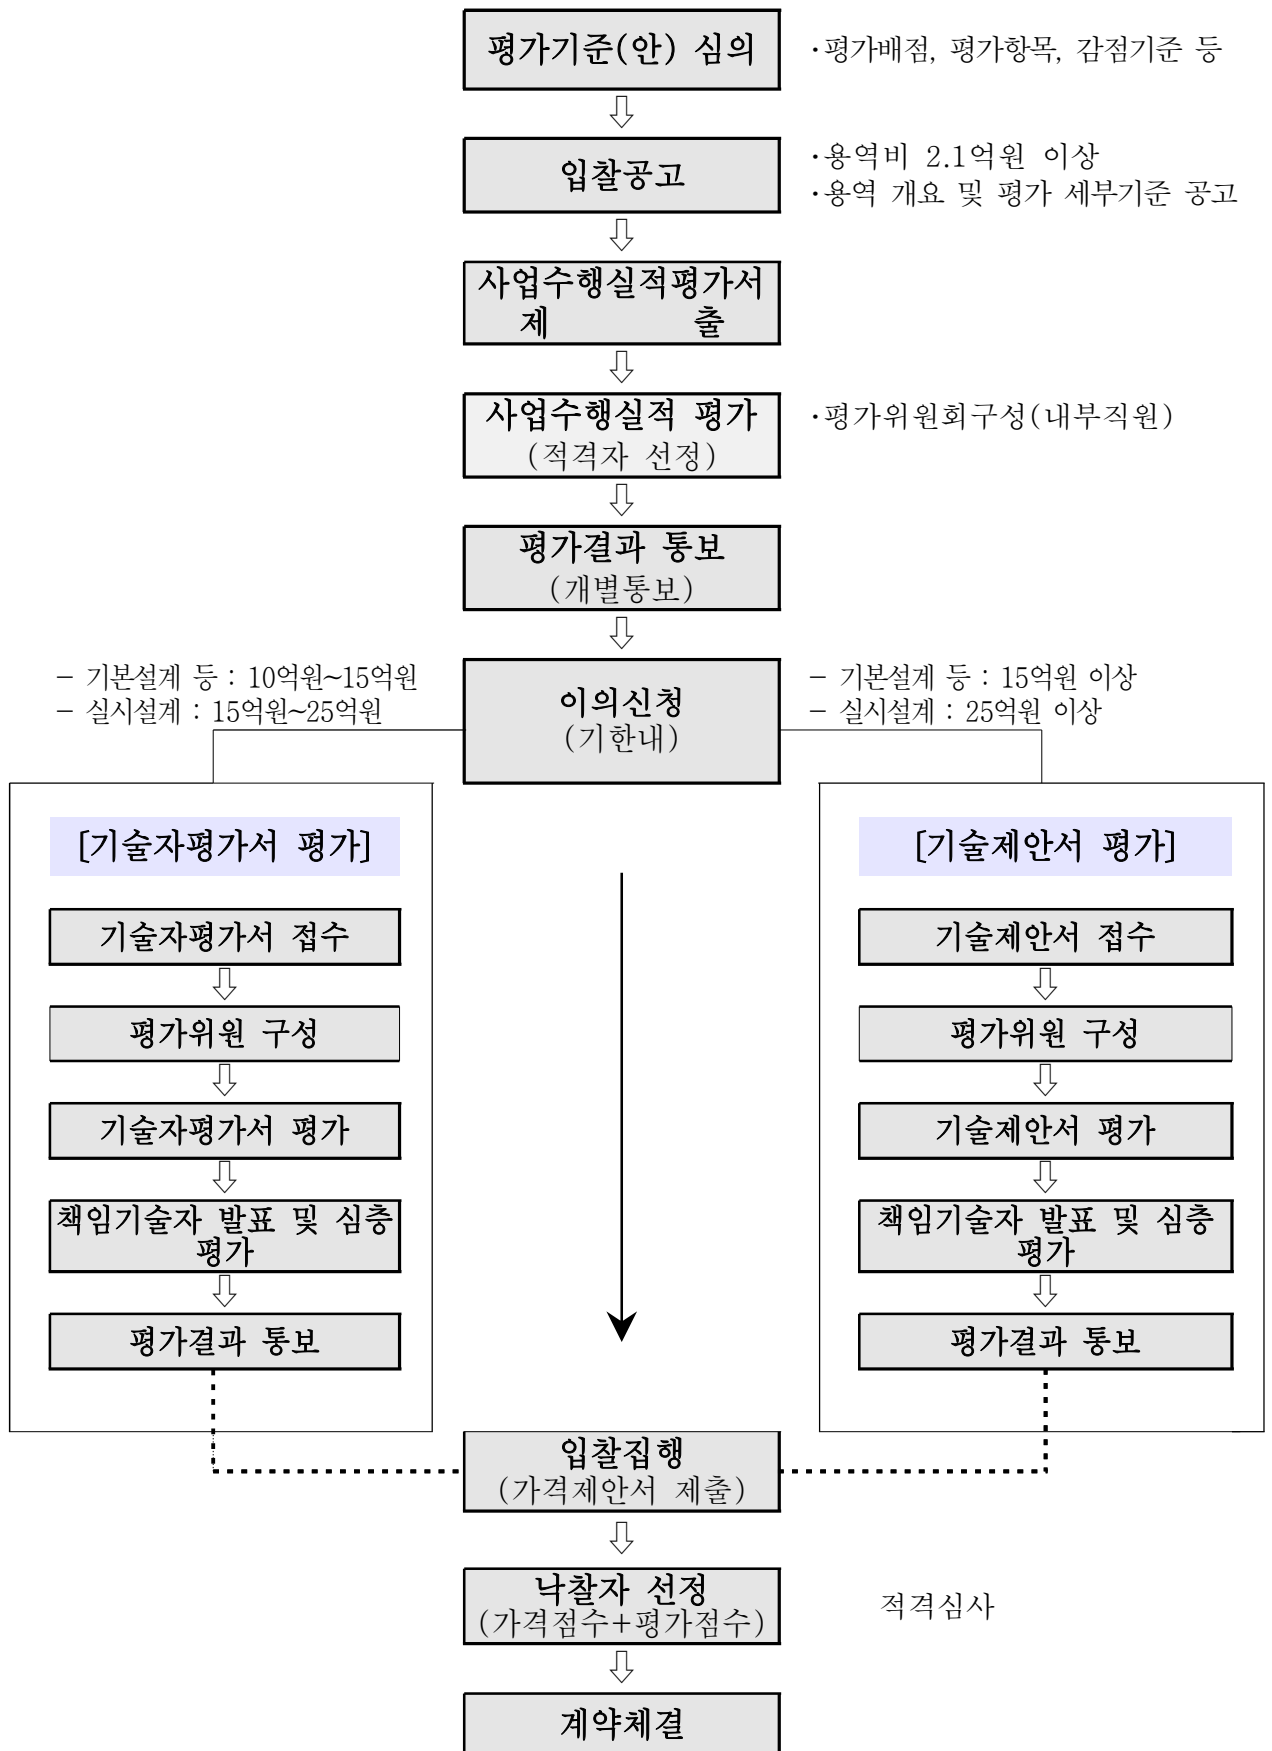 평가기준(안) 심의
·평가배점, 평가항목, 감점기준 등
입찰공고
·용역비 2.1억원 이상
·용역 개요 및 평가 세부기준 공고
사업수행실적평가서
제 출
사업수행실적 평가
(적격자 선정)
·평가위원회구성(내부직원)
평가결과 통보
(개별통보)
- 기본설계 등 : 10억원~15억원
- 실시설계 : 15억원~25억원
이의신청
(기한내)
- 기본설계 등 : 15억원 이상
- 실시설계 : 25억원 이상
[기술자평가서 평가]
기술자평가서 접수
평가위원 구성
기술자평가서 평가
책임기술자 발표 및 심층
평가
평가결과 통보
[기술제안서 평가]
기술제안서 접수
평가위원 구성
기술제안서 평가
책임기술자 발표 및 심층
평가
평가결과 통보
입찰집행
(가격제안서 제출)
낙찰자 선정
(가격점수+평가점수)
적격심사
계약체결